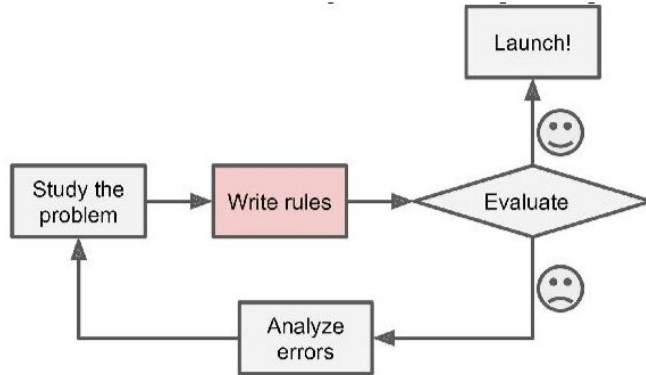 Launch!
Study the
problem
Write rules
Evaluate
Analyze
errors